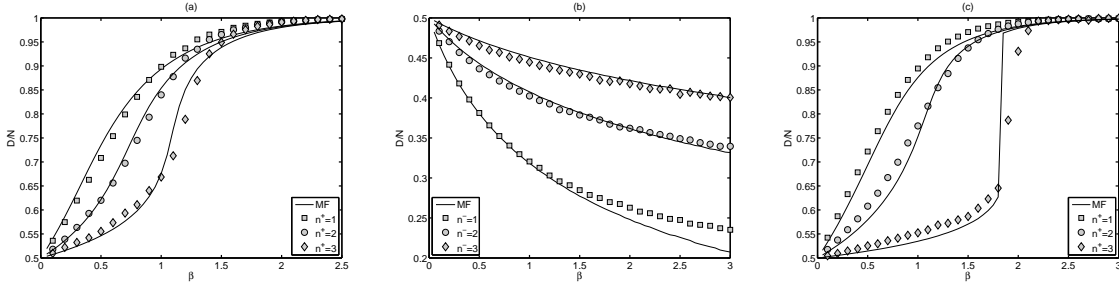 (a)
1
0.95
0.9
0.85
0.8
0.75
0.7
0.65
0.6
0.55
0.5
D/N
0 0.5 1 1.5 2 2.5
β
MF
n⁺=1
n⁺=2
n⁺=3
(b)
0.5
0.45
0.4
0.35
0.3
0.25
0.2
D/N
0 0.5 1 1.5 2 2.5 3
β
MF
n⁻=1
n⁻=2
n⁻=3
(c)
1
0.95
0.9
0.85
0.8
0.75
0.7
0.65
0.6
0.55
0.5
D/N
0 0.5 1 1.5 2 2.5 3
β
MF
n⁺=1
n⁺=2
n⁺=3